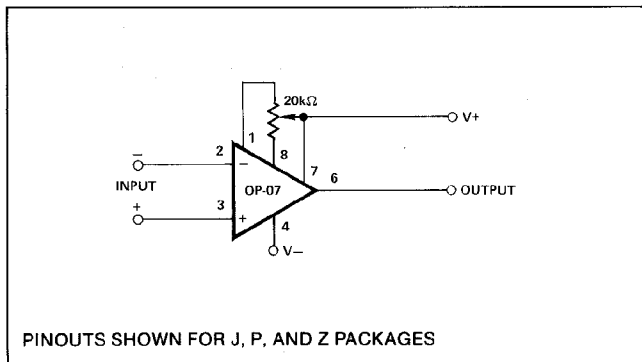 20kΩ
V+
1
8
7
−
2
−
6
INPUT
OP-07
OUTPUT
+
3
+
4
V−
PINOUTS SHOWN FOR J, P, AND Z PACKAGES